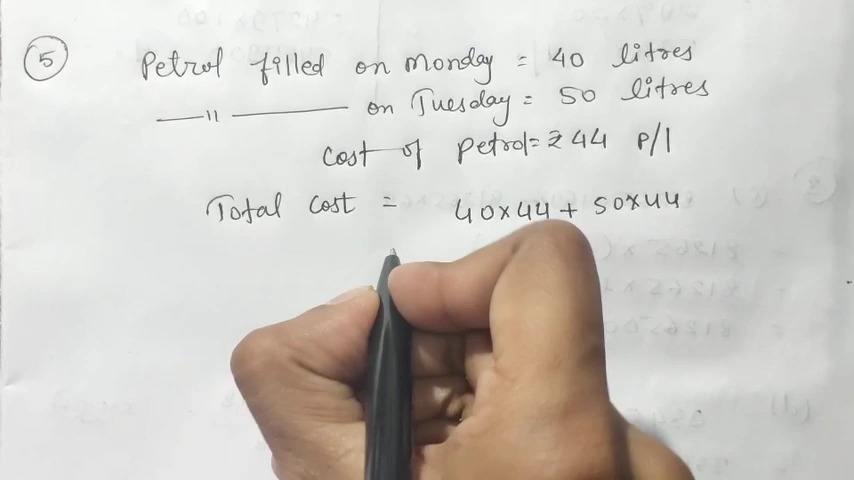 5 Petrol filled on Monday = 40 litres
—"— on Tuesday = 50 litres
Cost of petrol = ₹ 44 p/l
Total cost = 40×44 + 50×44